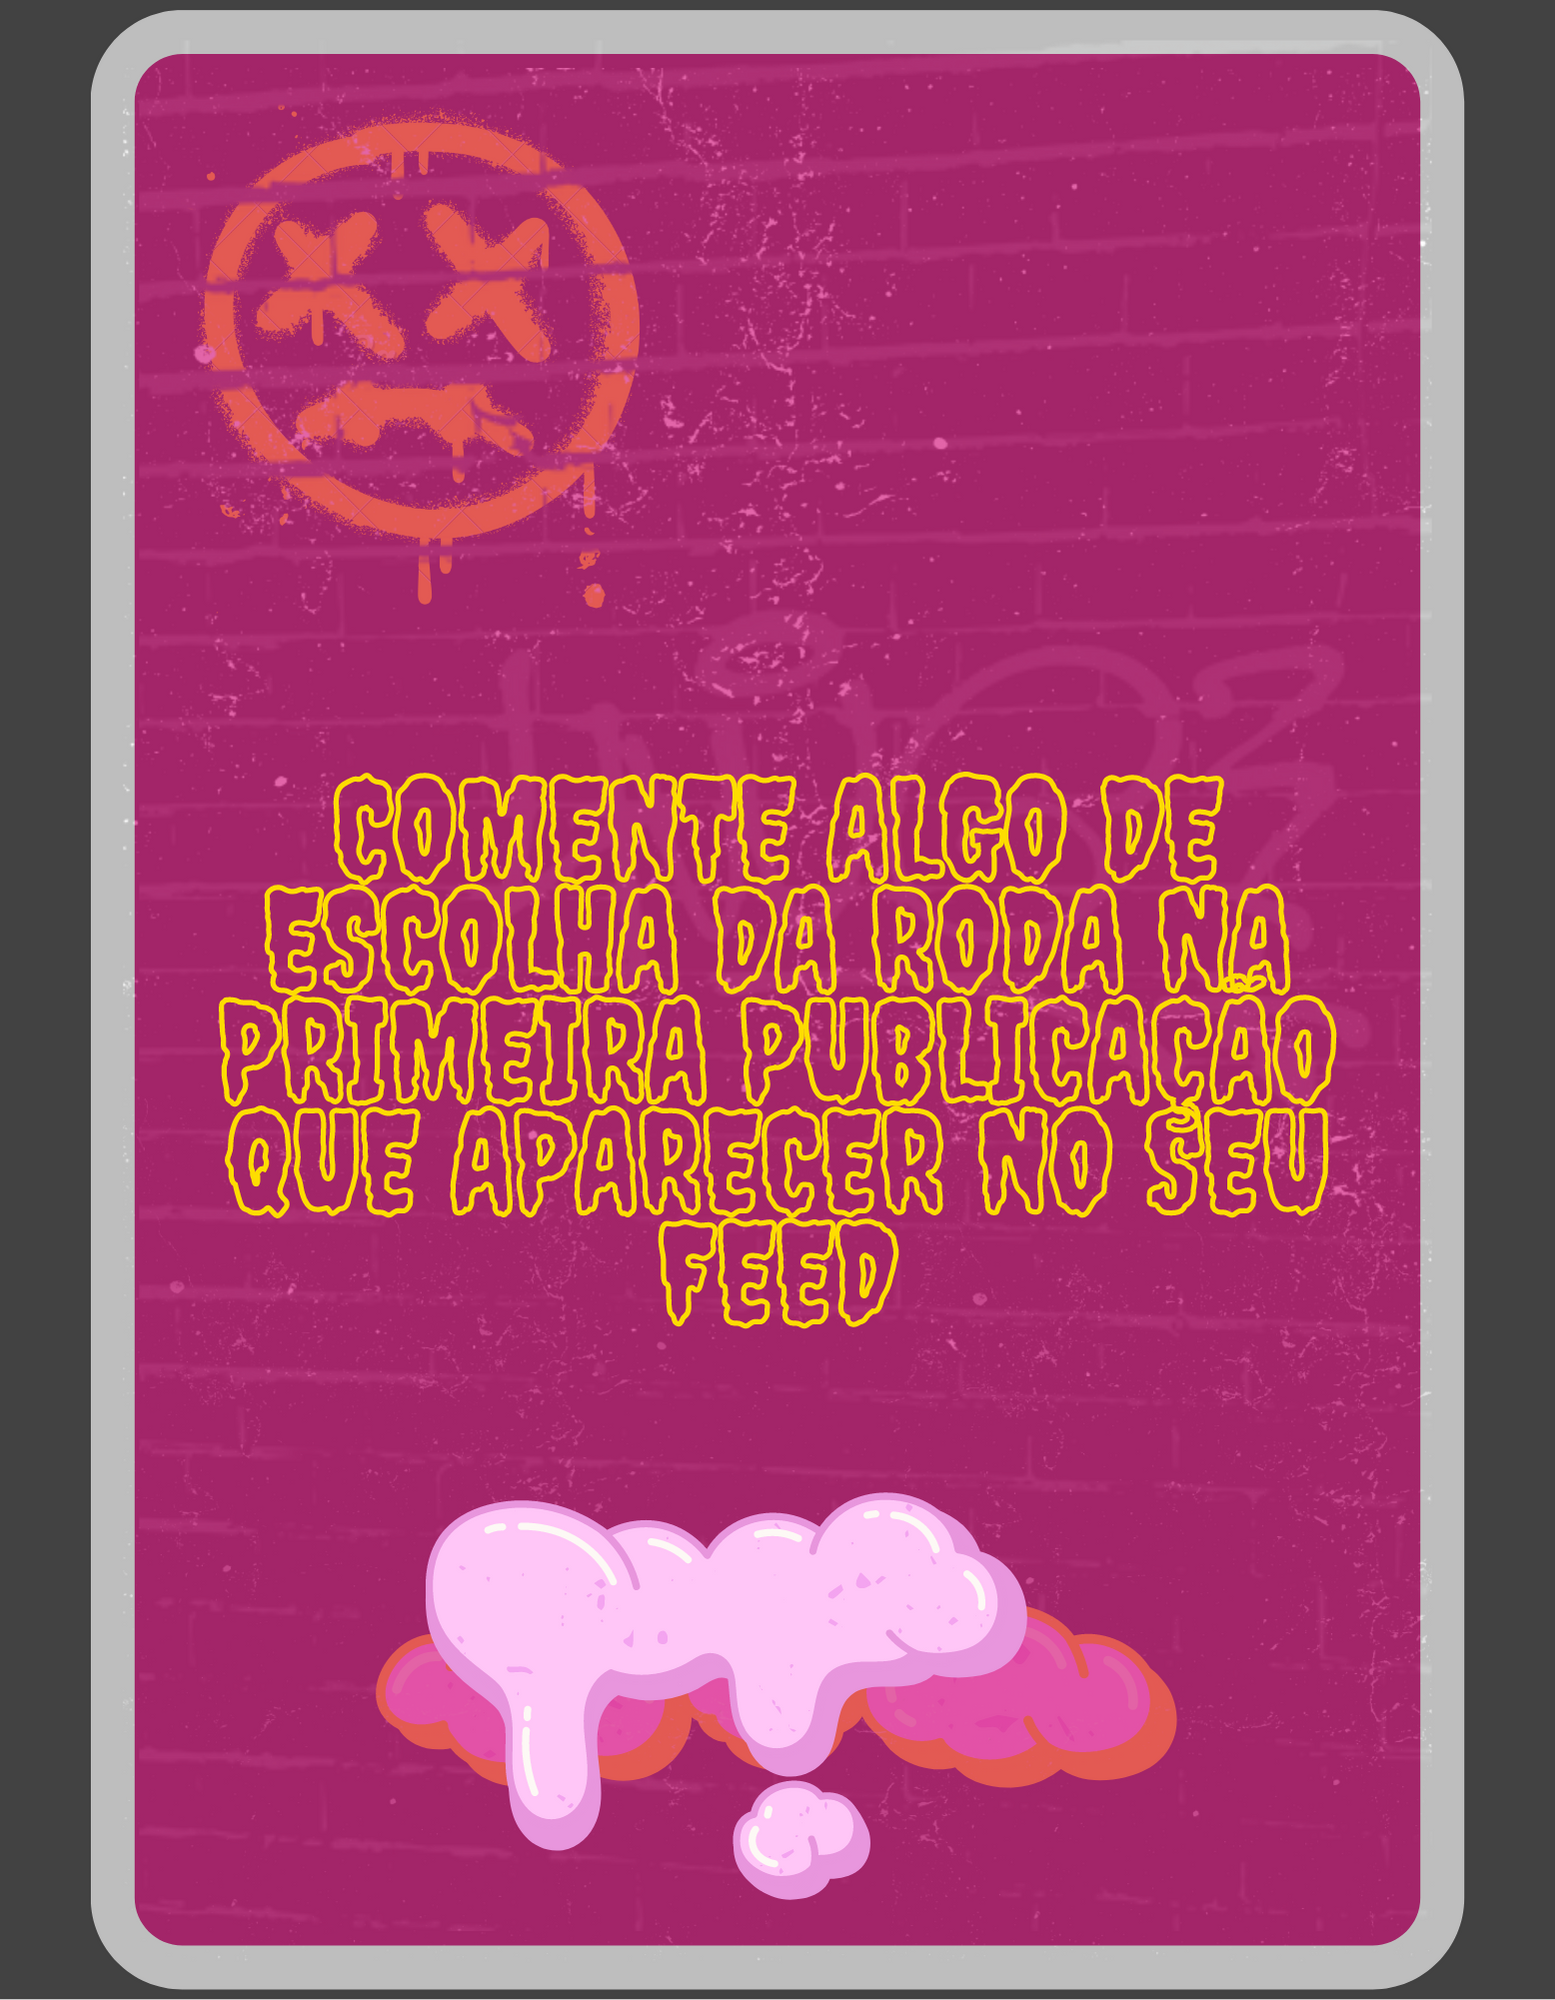 COMENTE ALGO DE
ESCOLHA DA RODA NA
PRIMEIRA PUBLICAÇÃO
QUE APARECER NO SEU
FEED